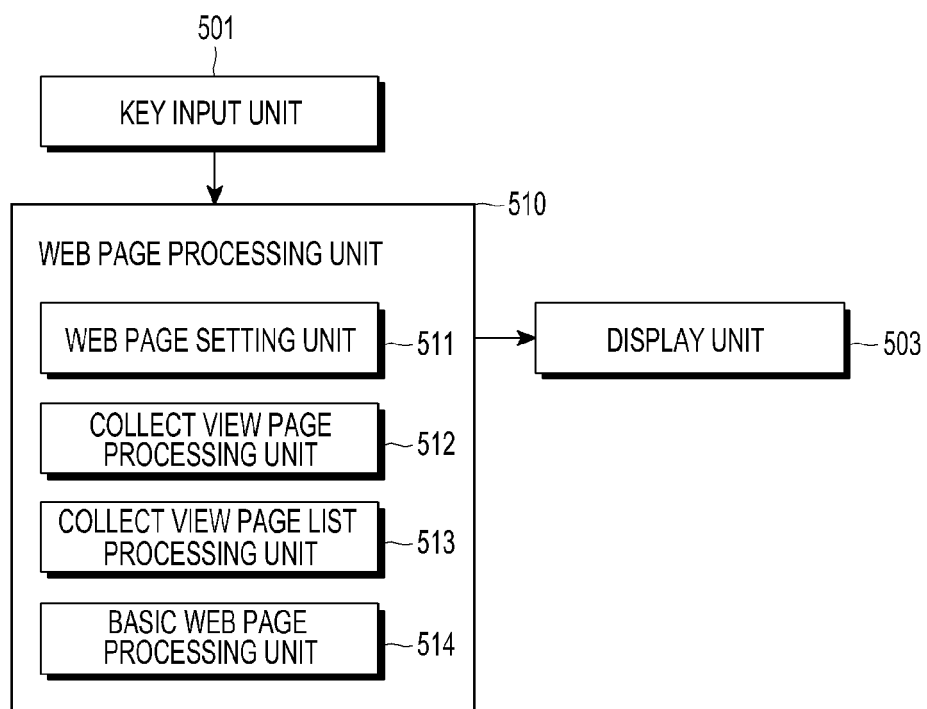 501
KEY INPUT UNIT
510
WEB PAGE PROCESSING UNIT
WEB PAGE SETTING UNIT
511
DISPLAY UNIT
503
COLLECT VIEW PAGE
PROCESSING UNIT
512
COLLECT VIEW PAGE LIST
PROCESSING UNIT
513
BASIC WEB PAGE
PROCESSING UNIT
514